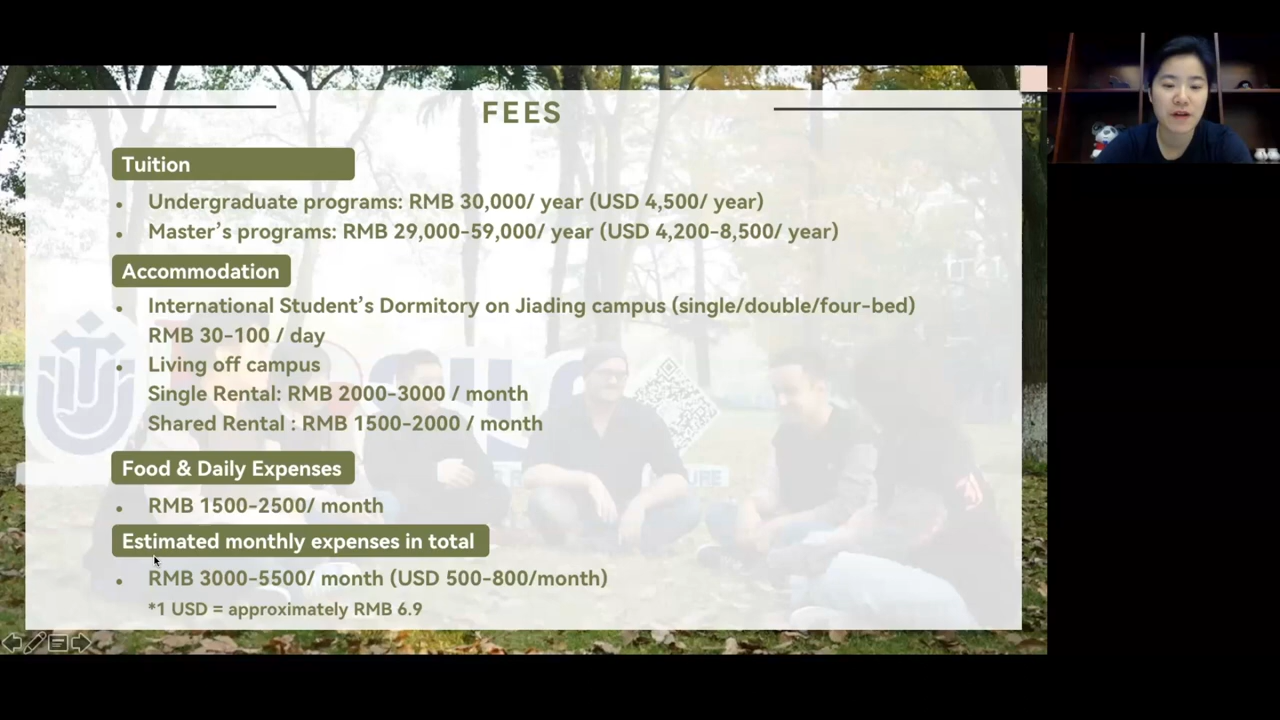 FEES
Tuition
• Undergraduate programs: RMB 30,000/ year (USD 4,500/ year)
• Master’s programs: RMB 29,000-59,000/ year (USD 4,200-8,500/ year)
Accommodation
• International Student’s Dormitory on Jiading campus (single/double/four-bed)
RMB 30-100 / day
• Living off campus
Single Rental: RMB 2000-3000 / month
Shared Rental : RMB 1500-2000 / month
Food & Daily Expenses
• RMB 1500-2500/ month
Estimated monthly expenses in total
• RMB 3000-5500/ month (USD 500-800/month)
*1 USD = approximately RMB 6.9